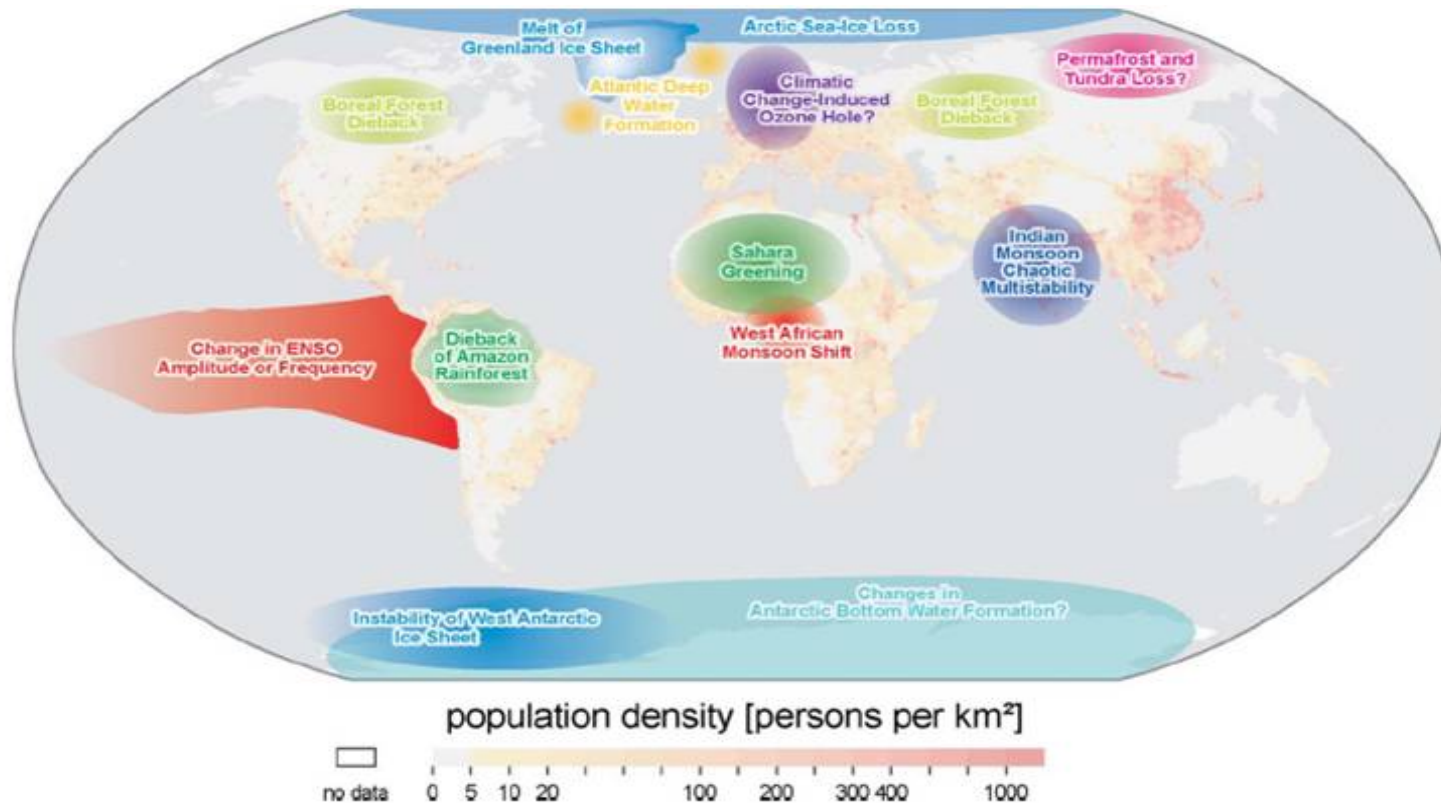 Melt of
Greenland Ice Sheet
Arctic Sea-Ice Loss
Permafrost and
Tundra Loss?
Boreal Forest
Dieback
Atlantic Deep
Water
Formation
Climatic
Change-Induced
Ozone Hole?
Boreal Forest
Dieback
Sahara
Greening
Indian
Monsoon
Chaotic
Multistability
West African
Monsoon Shift
Change in ENSO
Amplitude or Frequency
Dieback
of Amazon
Rainforest
Instability of West Antarctic
Ice Sheet
Changes in
Antarctic Bottom Water Formation?
population density [persons per km²]
no data 0 5 10 20 100 200 300 400 1000